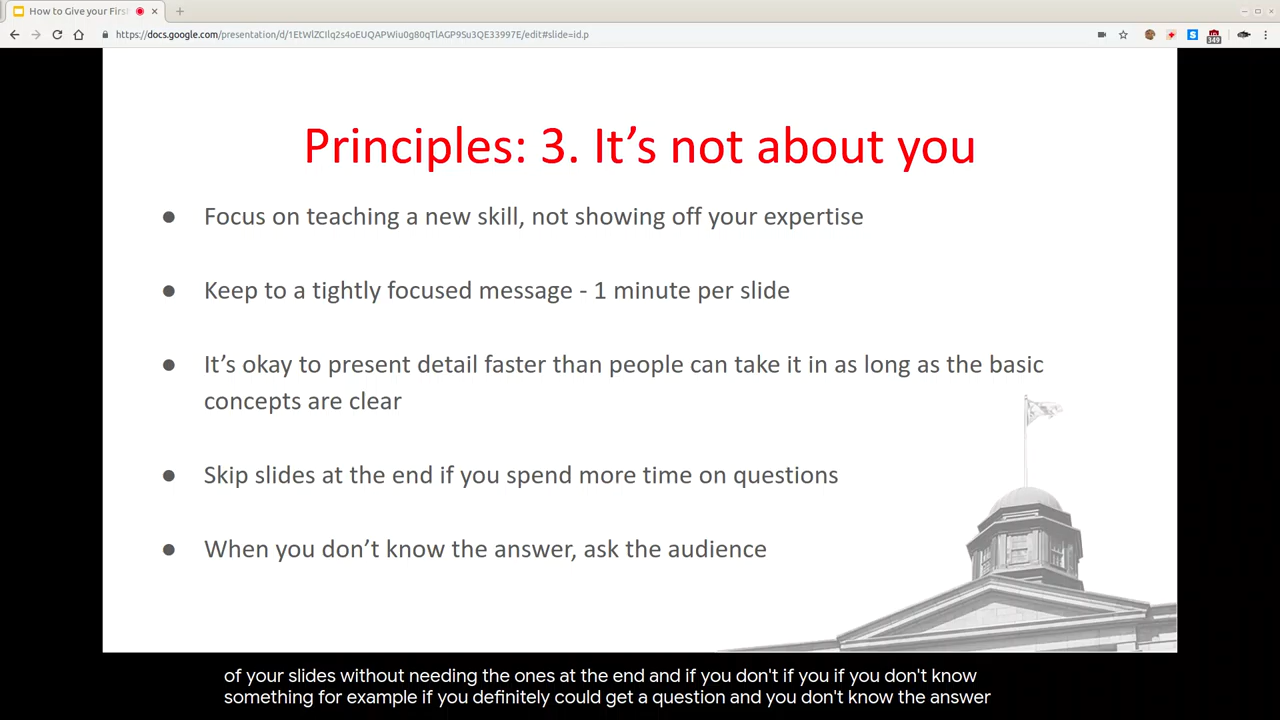 How to Give your First
https://docs.google.com/presentation/d/1EtWlZCIlq2s4oEUQAPWiu0g80qTlAGP9Su3QE33997E/edit#slide=id.p
349
Principles: 3. It's not about you
● Focus on teaching a new skill, not showing off your expertise
● Keep to a tightly focused message - 1 minute per slide
● It's okay to present detail faster than people can take it in as long as the basic
concepts are clear
● Skip slides at the end if you spend more time on questions
● When you don't know the answer, ask the audience
of your slides without needing the ones at the end and if you don't if you if you don't know
something for example if you definitely could get a question and you don't know the answer